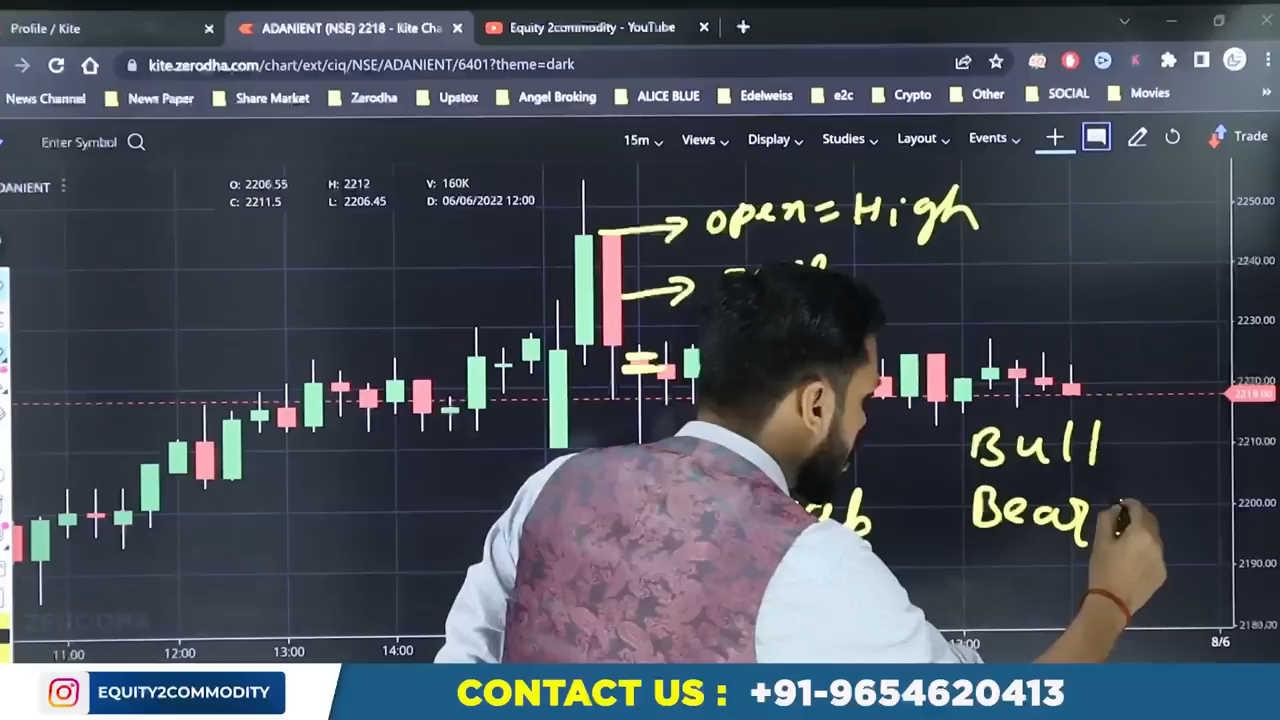 Profile / Kite
ADANIENT (NSE) 2218 - Kite Cha
Equity 2commodity - YouTube
kite.zerodha.com/chart/ext/ciq/NSE/ADANIENT/6401?theme=dark
News Channel News Paper Share Market Zerodha Upstox Angel Broking ALICE BLUE Edelweiss e2c Crypto Other SOCIAL Movies
Enter Symbol 15m Views Display Studies Layout Events Trade
ADANIENT
O: 2206.55 H: 2212 V: 160K
C: 2211.5 L: 2206.45 D: 06/06/2022 12:00
open = High
Bull
Bear
2250.00
2240.00
2230.00
2218.00
2210.00
2200.00
2190.00
2180.00
ZERODHA
11:00 12:00 13:00 14:00 8/6
EQUITY2COMMODITY
CONTACT US : +91-9654620413